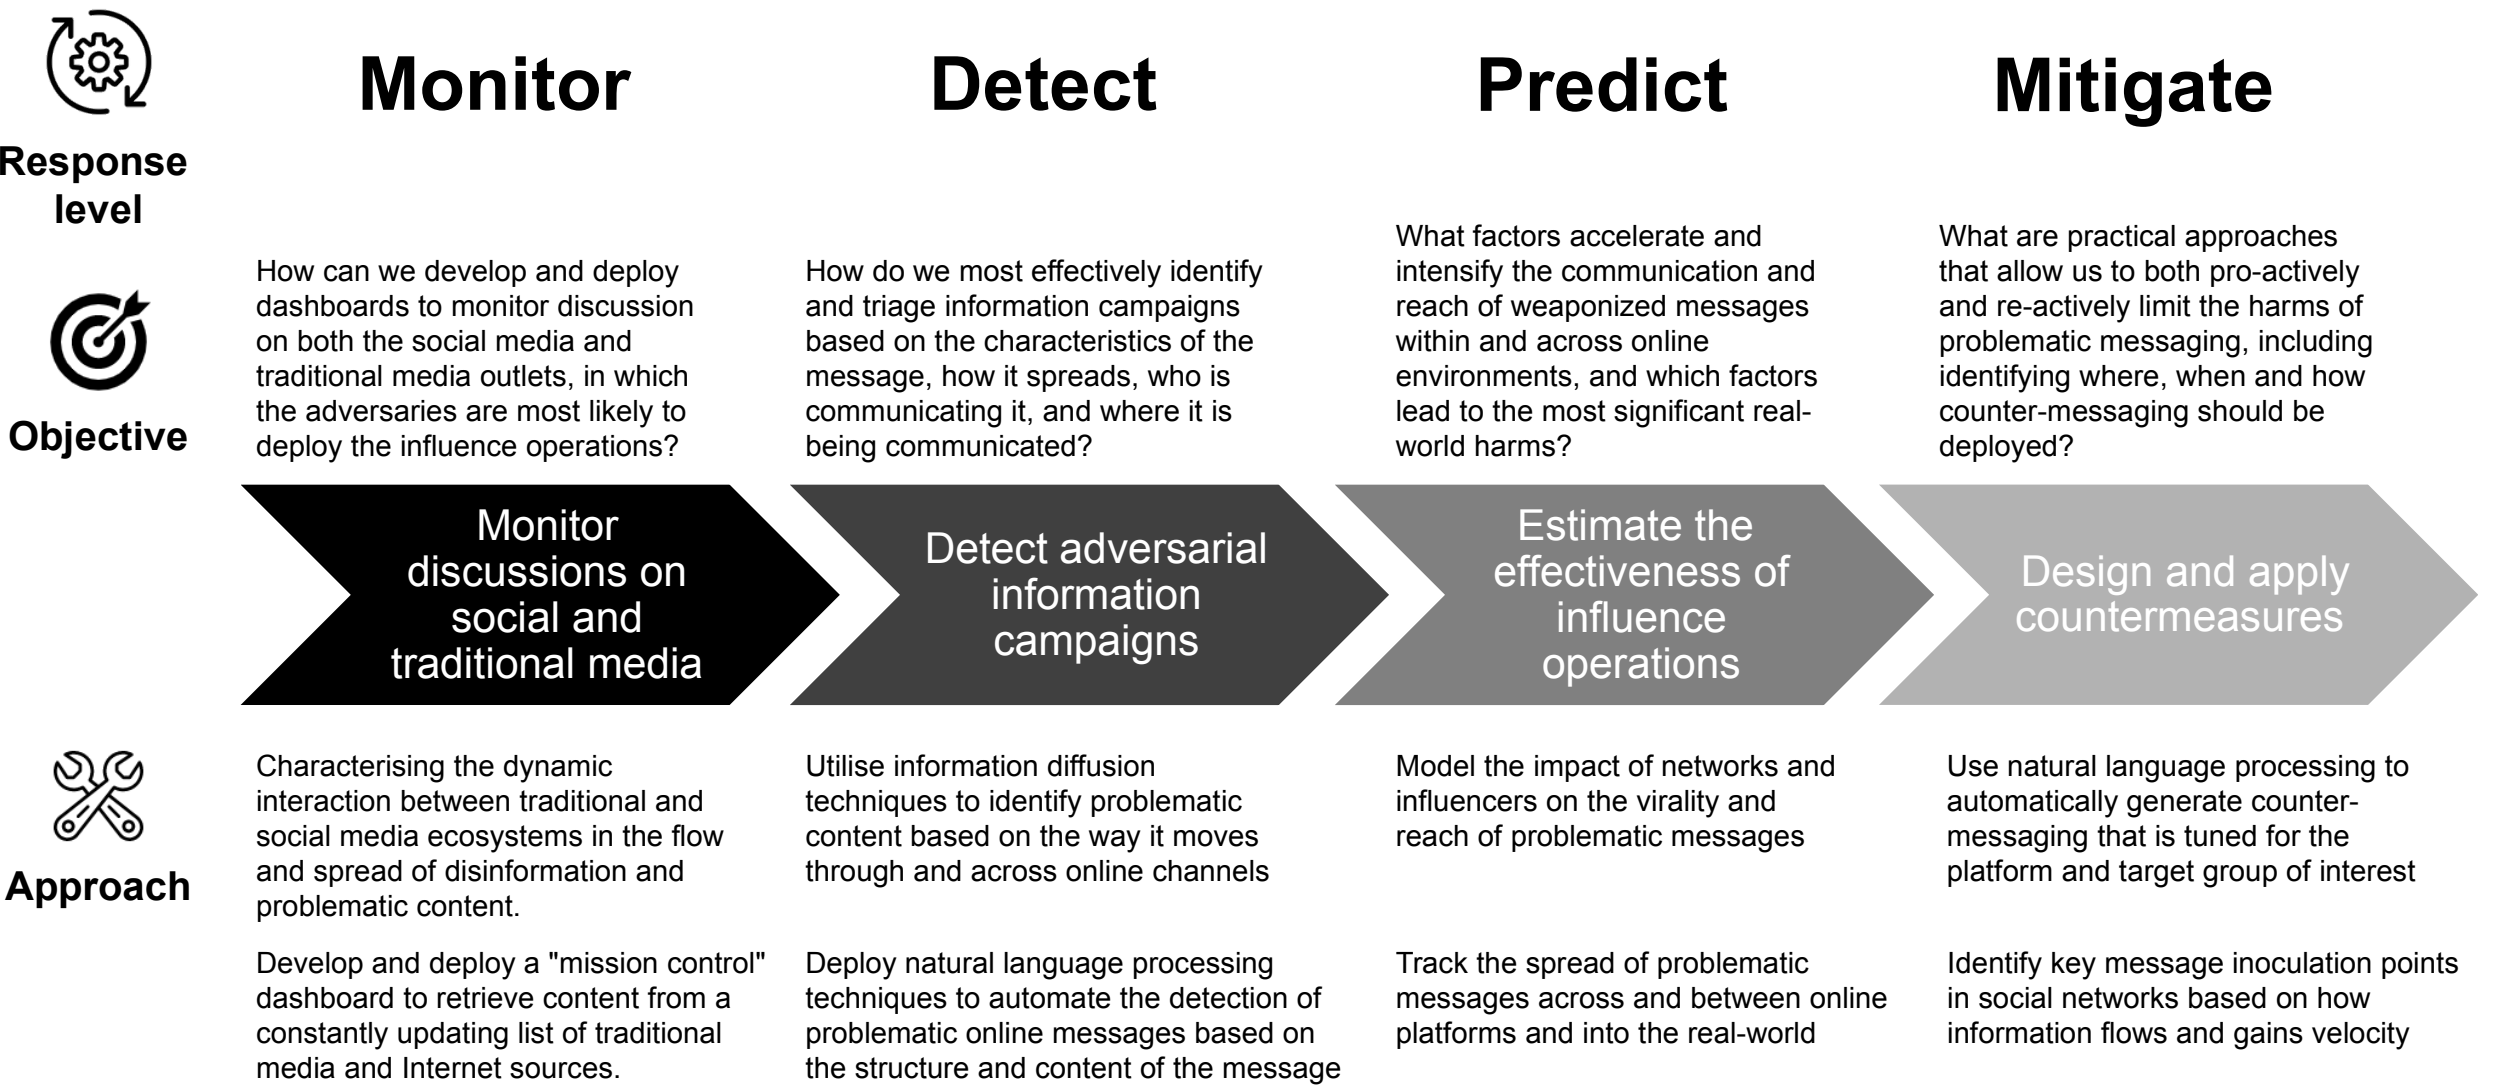 Monitor
Detect
Predict
Mitigate
Response
level
How can we develop and deploy
dashboards to monitor discussion
on both the social media and
traditional media outlets, in which
the adversaries are most likely to
deploy the influence operations?
How do we most effectively identify
and triage information campaigns
based on the characteristics of the
message, how it spreads, who is
communicating it, and where it is
being communicated?
What factors accelerate and
intensify the communication and
reach of weaponized messages
within and across online
environments, and which factors
lead to the most significant real-
world harms?
What are practical approaches
that allow us to both pro-actively
and re-actively limit the harms of
problematic messaging, including
identifying where, when and how
counter-messaging should be
deployed?
Objective
Monitor
discussions on
social and
traditional media
Detect adversarial
information
campaigns
Estimate the
effectiveness of
influence
operations
Design and apply
countermeasures
Approach
Characterising the dynamic
interaction between traditional and
social media ecosystems in the flow
and spread of disinformation and
problematic content.
Utilise information diffusion
techniques to identify problematic
content based on the way it moves
through and across online channels
Model the impact of networks and
influencers on the virality and
reach of problematic messages
Use natural language processing to
automatically generate counter-
messaging that is tuned for the
platform and target group of interest
Develop and deploy a "mission control"
dashboard to retrieve content from a
constantly updating list of traditional
media and Internet sources.
Deploy natural language processing
techniques to automate the detection of
problematic online messages based on
the structure and content of the message
Track the spread of problematic
messages across and between online
platforms and into the real-world
Identify key message inoculation points
in social networks based on how
information flows and gains velocity